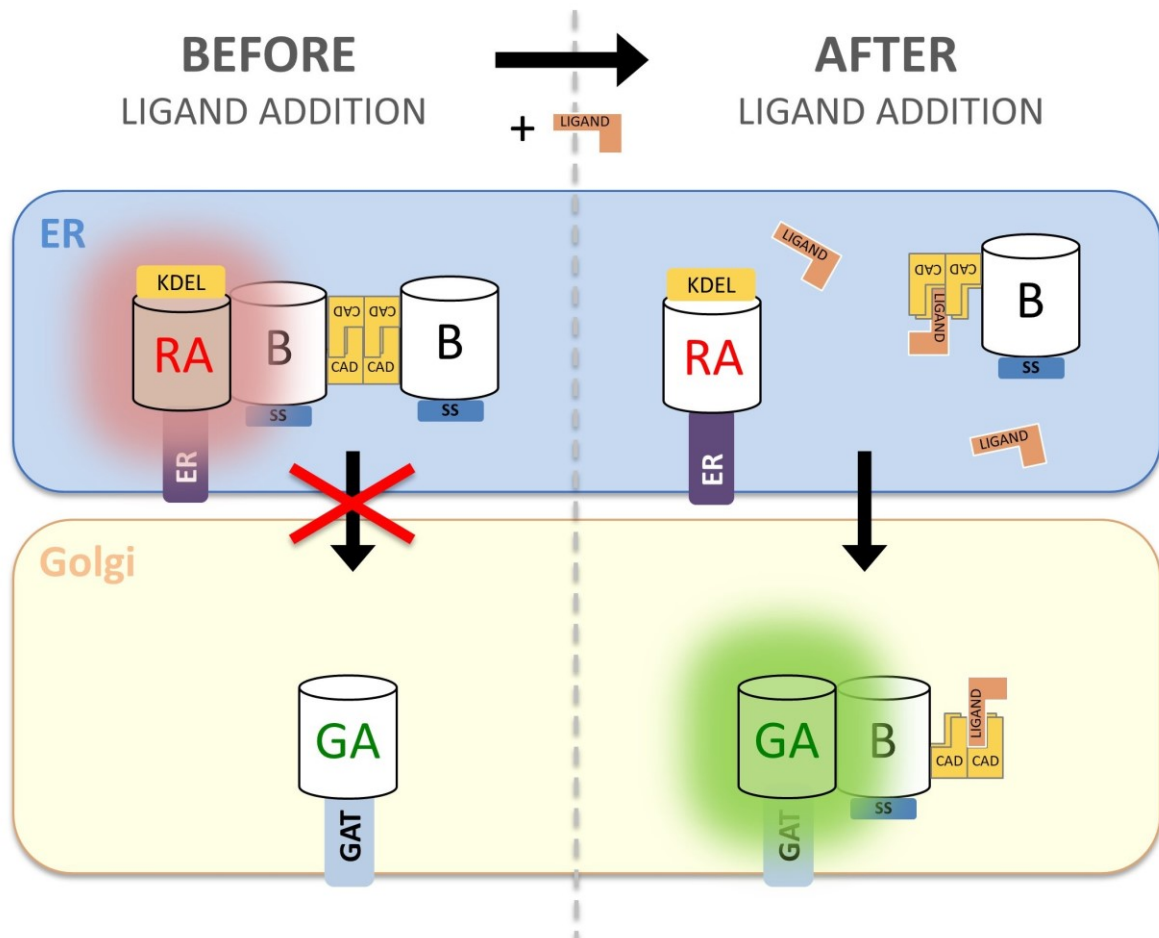 BEFORE
LIGAND ADDITION
AFTER
LIGAND ADDITION
+ LIGAND
ER
KDEL
RA
B
SS
ER
CAD CAD
CAD CAD
B
SS
KDEL
RA
ER
LIGAND
CAD CAD
LIGAND
B
SS
LIGAND
Golgi
GA
GAT
GA
GAT
B
SS
LIGAND
CAD CAD